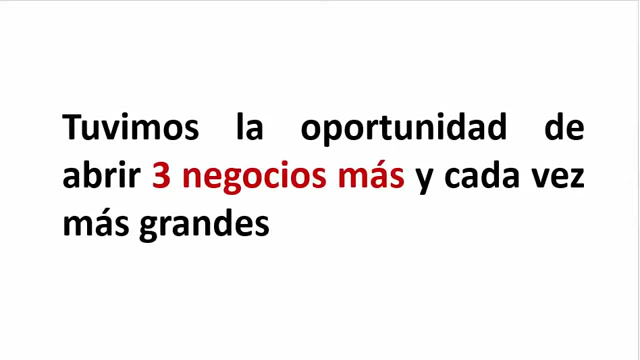 Tuvimos la oportunidad de
abrir 3 negocios más y cada vez
más grandes